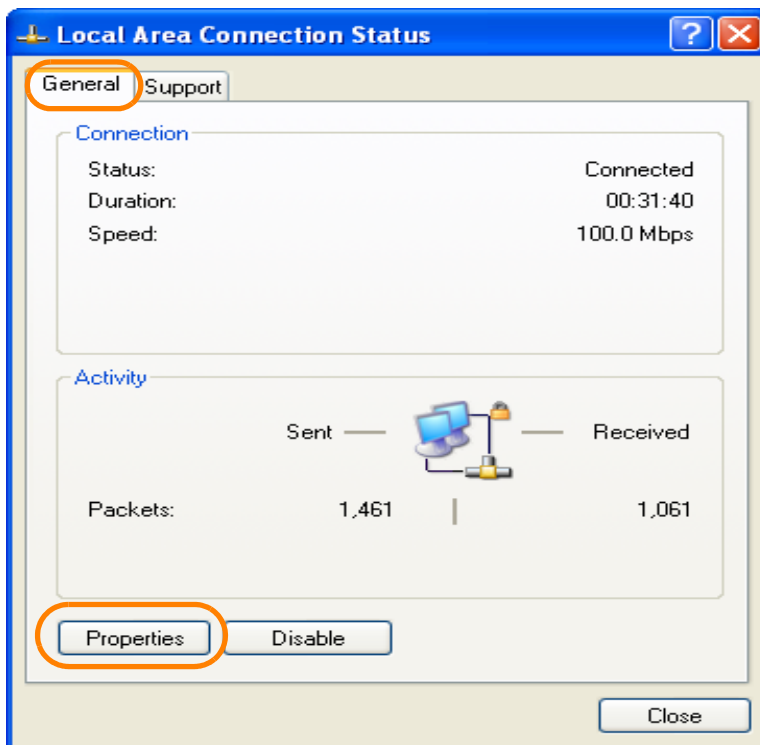 Local Area Connection Status
General Support
Connection
Status: Connected
Duration: 00:31:40
Speed: 100.0 Mbps
Activity
Sent Received
Packets: 1,461 1,061
Properties Disable
Close